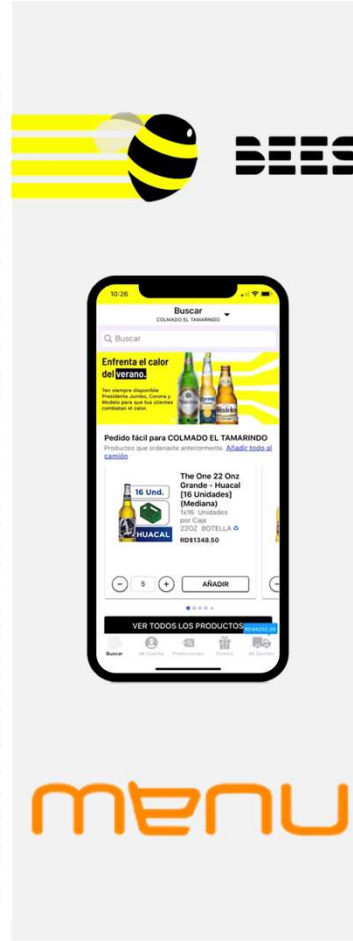 BEES
10:26
Buscar
COLMADO EL TAMARINDO
Buscar
Enfrenta el calor
del verano.
Ten siempre disponible
Presidente Jumbo, Corona y
Modelo para que tus clientes
combatan el calor.
Pedido fácil para COLMADO EL TAMARINDO
Productos que ordenaste anteriormente. Añadir todo al
camión
16 Und.
HUACAL
The One 22 Onz
Grande - Huacal
[16 Unidades]
(Mediana)
1x16 Unidades
por Caja
22OZ BOTELLA
RD$1348.50
5
AÑADIR
VER TODOS LOS PRODUCTOS
Buscar Mi Cuenta Promociones Puntos Mi Camión
menu